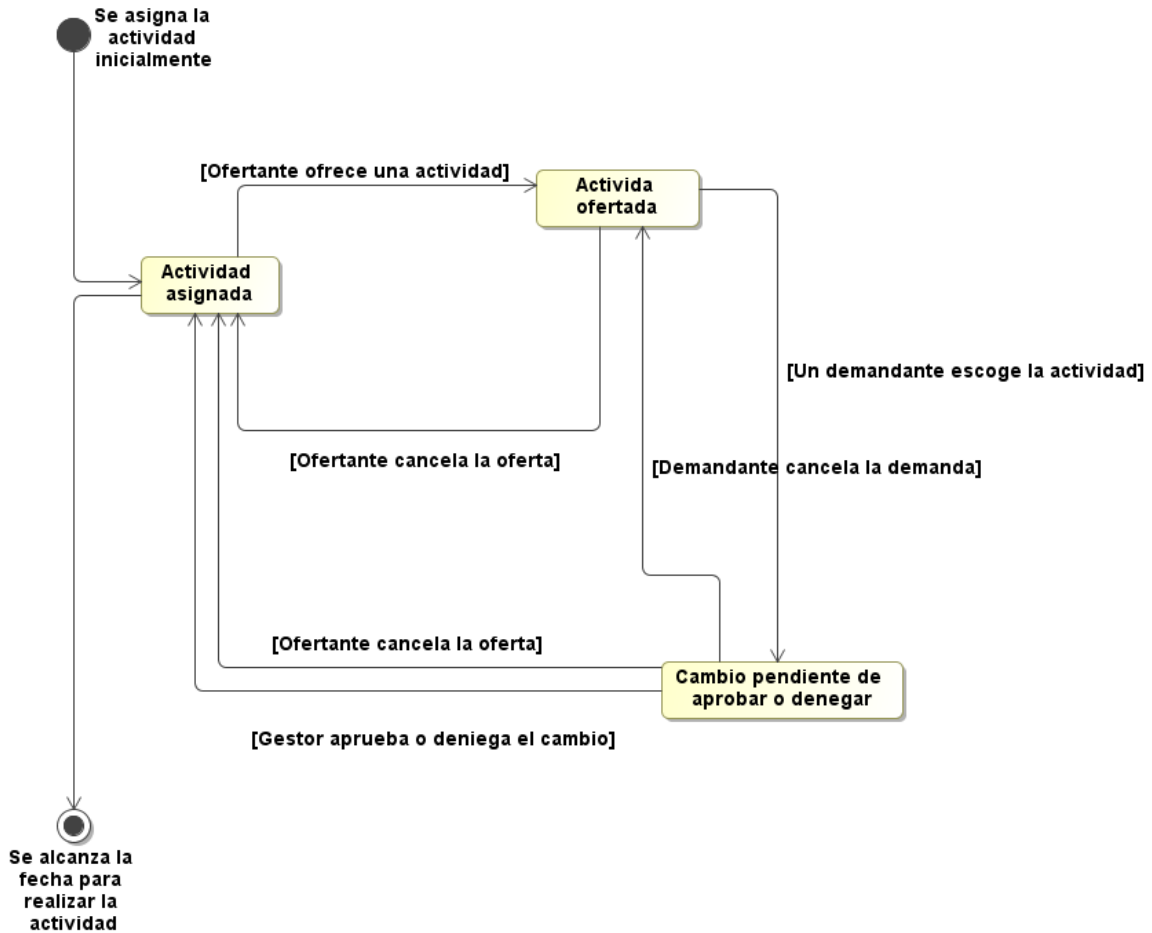 Se asigna la
actividad
inicialmente
[Ofertante ofrece una actividad]
Activida
ofertada
Actividad
asignada
[Un demandante escoge la actividad]
[Ofertante cancela la oferta]
[Demandante cancela la demanda]
[Ofertante cancela la oferta]
Cambio pendiente de
aprobar o denegar
[Gestor aprueba o deniega el cambio]
Se alcanza la
fecha para
realizar la
actividad